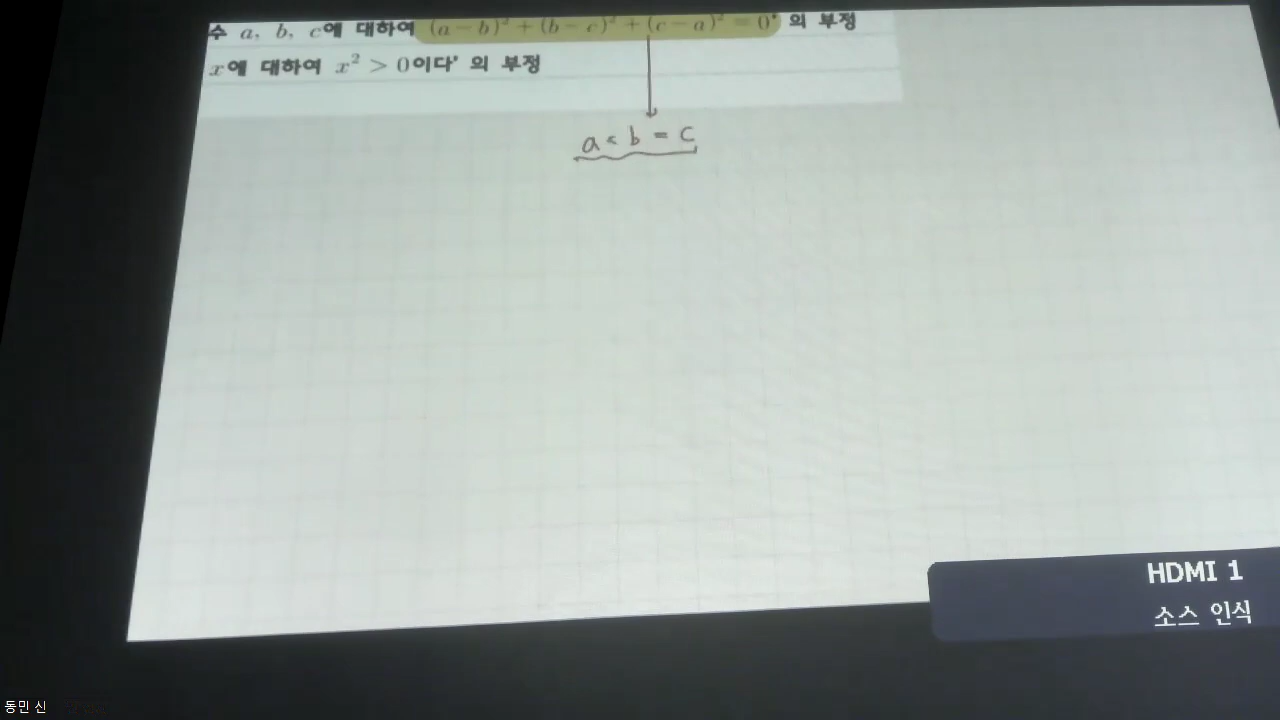 수 a, b, c에 대하여 (a − b)² + (b − c)² + (c − a)² = 0' 의 부정
x에 대하여 x² > 0이다' 의 부정
a < b = c
HDMI 1
소스 인식
동민 신